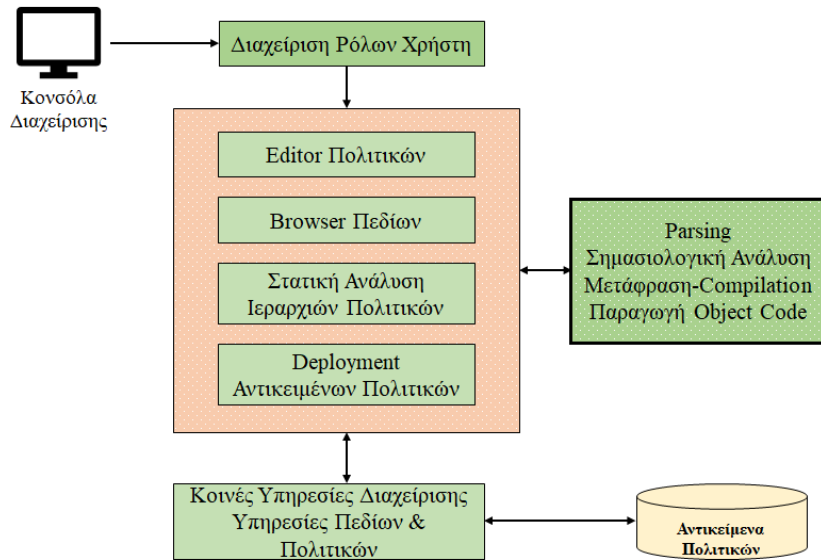 Διαχείριση Ρόλων Χρήστη
Κονσόλα
Διαχείρισης
Editor Πολιτικών
Browser Πεδίων
Στατική Ανάλυση
Ιεραρχιών Πολιτικών
Deployment
Αντικειμένων Πολιτικών
Parsing
Σημασιολογική Ανάλυση
Μετάφραση-Compilation
Παραγωγή Object Code
Κοινές Υπηρεσίες Διαχείρισης
Υπηρεσίες Πεδίων &
Πολιτικών
Αντικείμενα
Πολιτικών